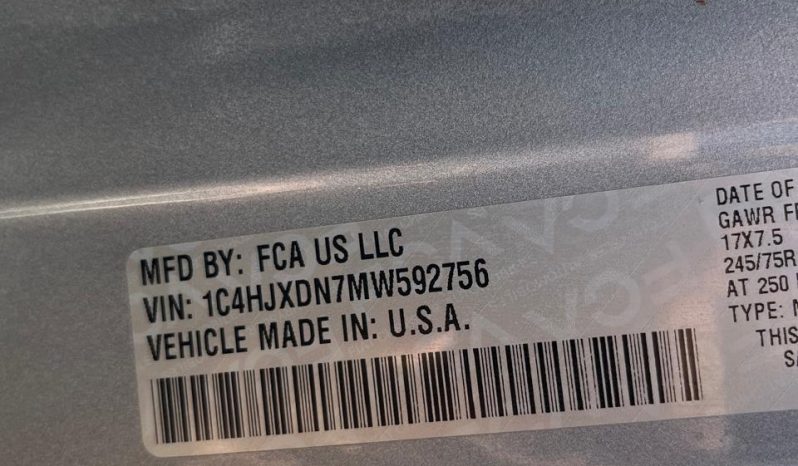 MFD BY: FCA US LLC
VIN: 1C4HJXDN7MW592756
VEHICLE MADE IN: U.S.A.
DATE OF
GAWR
17X7.5
245/75R
AT 250
TYPE:
THIS